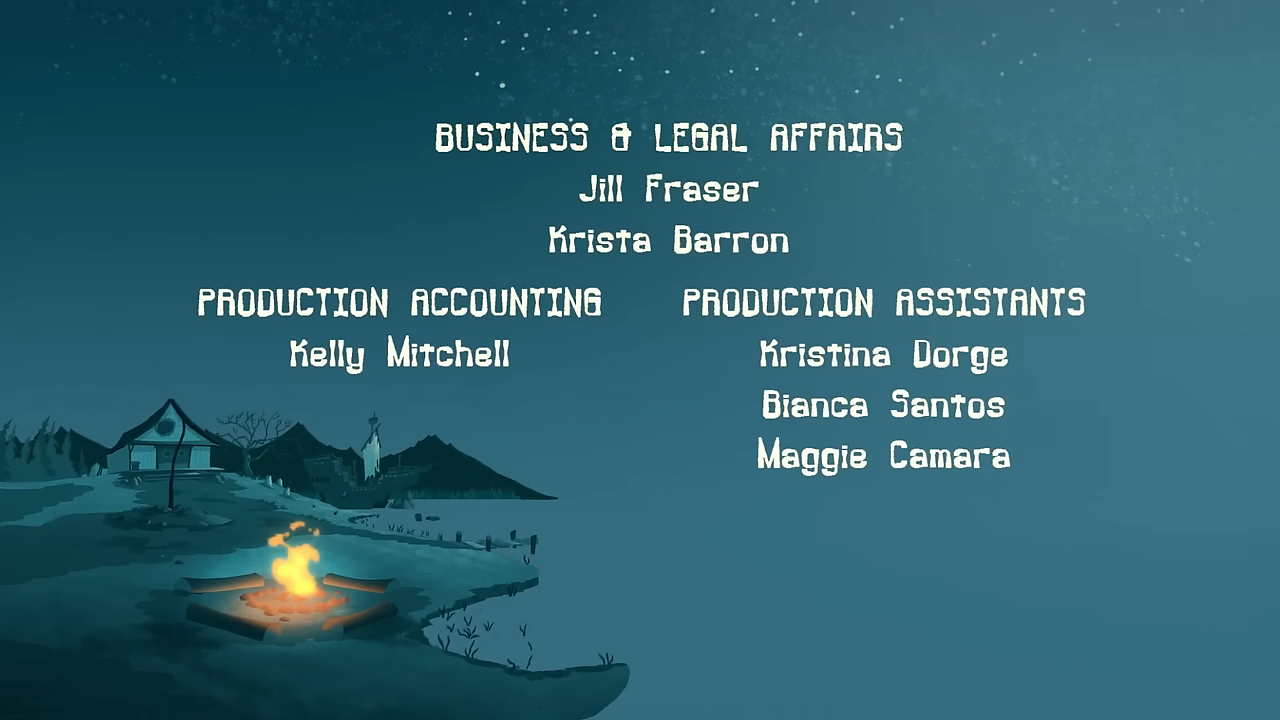 BUSINESS & LEGAL AFFAIRS
Jill Fraser
Krista Barron
PRODUCTION ACCOUNTING
Kelly Mitchell
PRODUCTION ASSISTANTS
Kristina Dorge
Bianca Santos
Maggie Camara